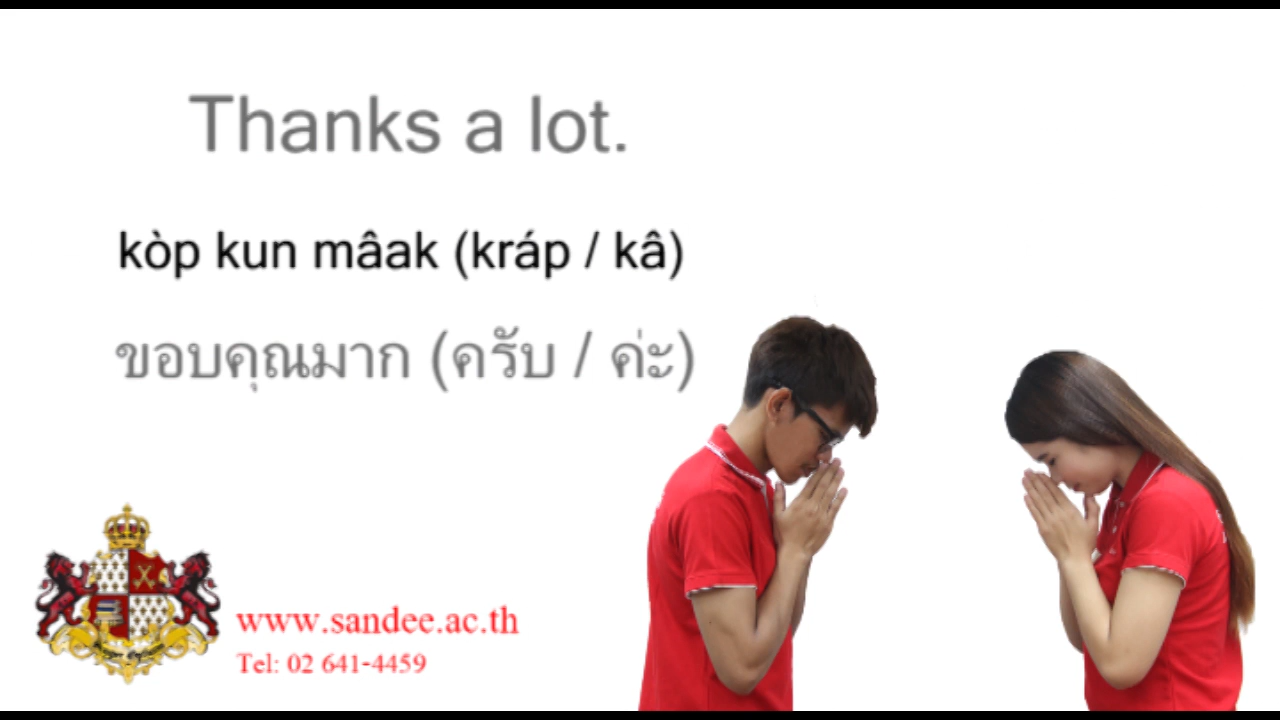 Thanks a lot.
kòp kun mâak (kráp / kâ)
ขอบคุณมาก (ครับ / ค่ะ)
www.sandee.ac.th
Tel: 02 641-4459